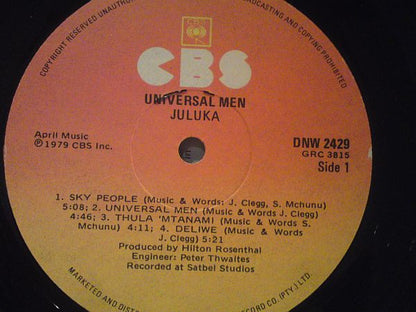 COPYRIGHT RESERVED UNAUTHOR
DCASTING AND COPYING PROHIBITED
CBS
UNIVERSAL MEN
JULUKA
April Music
℗1979 CBS Inc.
DNW 2429
GRC 3815
Side 1
1. SKY PEOPLE (Music & Words: J. Clegg, S. Mchunu)
5:08; 2. UNIVERSAL MEN (Music & Words J. Clegg)
4:46; 3. THULA 'MTANAMI (Music & Words S.
Mchunu) 4:11; 4. DELIWE (Music & Words
J. Clegg) 5:21
Produced by Hilton Rosenthal
Engineer: Peter Thwaites
Recorded at Satbel Studios
MARKETED AND DIST
RECORD CO. (PTY.) LTD.